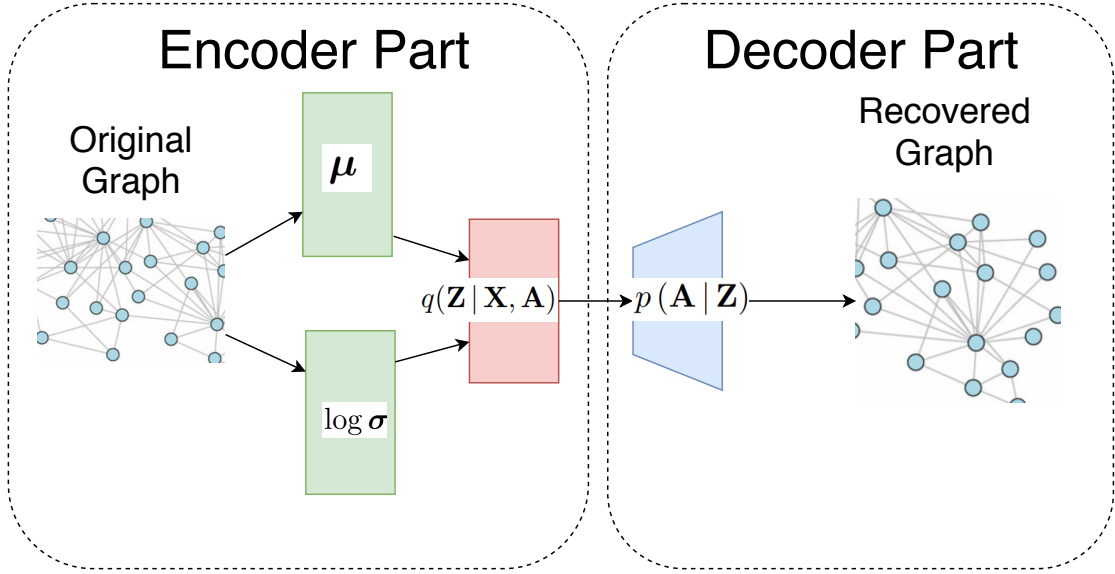 Encoder Part
Original
Graph
μ
log σ
q(Z | X, A)
Decoder Part
p (A | Z)
Recovered
Graph